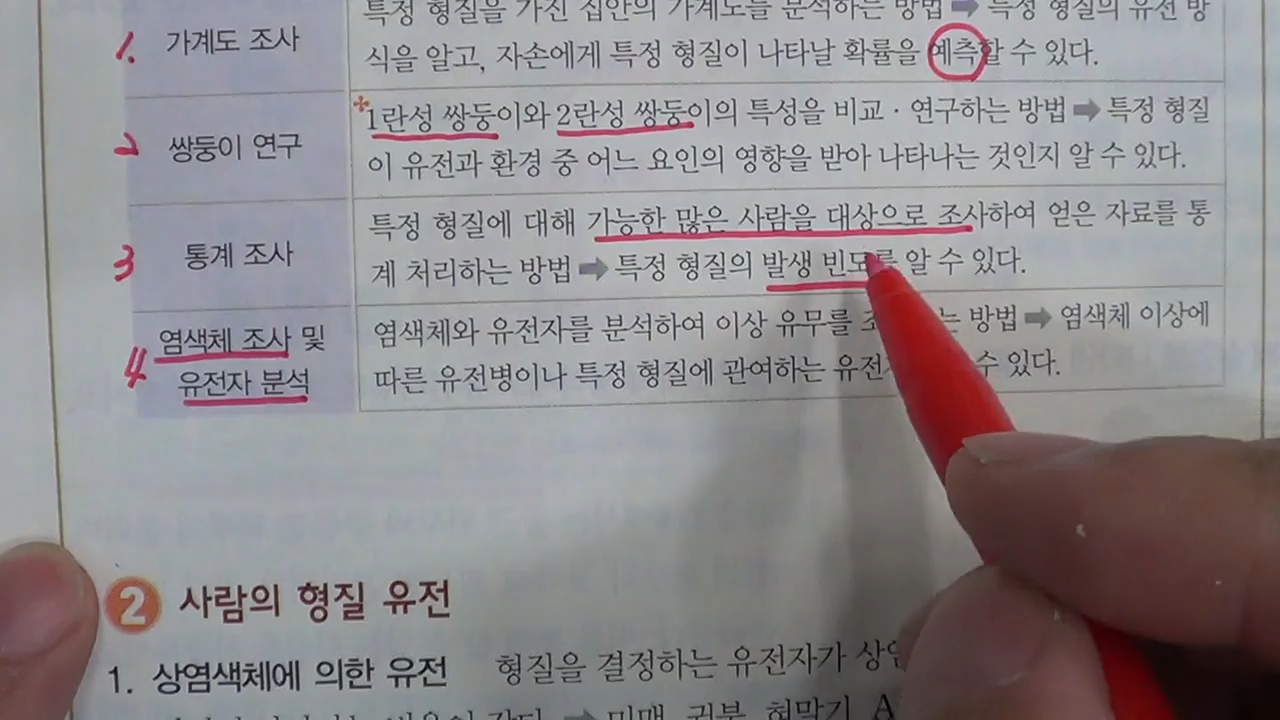 특정 형질을 가진 집안의 가계도를 분석하는 방법 ➡ 특정 형질의 유전 방
1. 가계도 조사
식을 알고, 자손에게 특정 형질이 나타날 확률을 예측할 수 있다.
*1란성 쌍둥이와 2란성 쌍둥이의 특성을 비교·연구하는 방법 ➡ 특정 형질
2 쌍둥이 연구
이 유전과 환경 중 어느 요인의 영향을 받아 나타나는 것인지 알 수 있다.
특정 형질에 대해 가능한 많은 사람을 대상으로 조사하여 얻은 자료를 통
3 통계 조사
계 처리하는 방법 ➡ 특정 형질의 발생 빈도를 알 수 있다.
4 염색체 조사 및
유전자 분석
염색체와 유전자를 분석하여 이상 유무를 는 방법 ➡ 염색체 이상에
따른 유전병이나 특정 형질에 관여하는 수 있다.
2 사람의 형질 유전
1. 상염색체에 의한 유전 형질을 결정하는 유전자가
➡ 미맹, 귓불, 혀말기